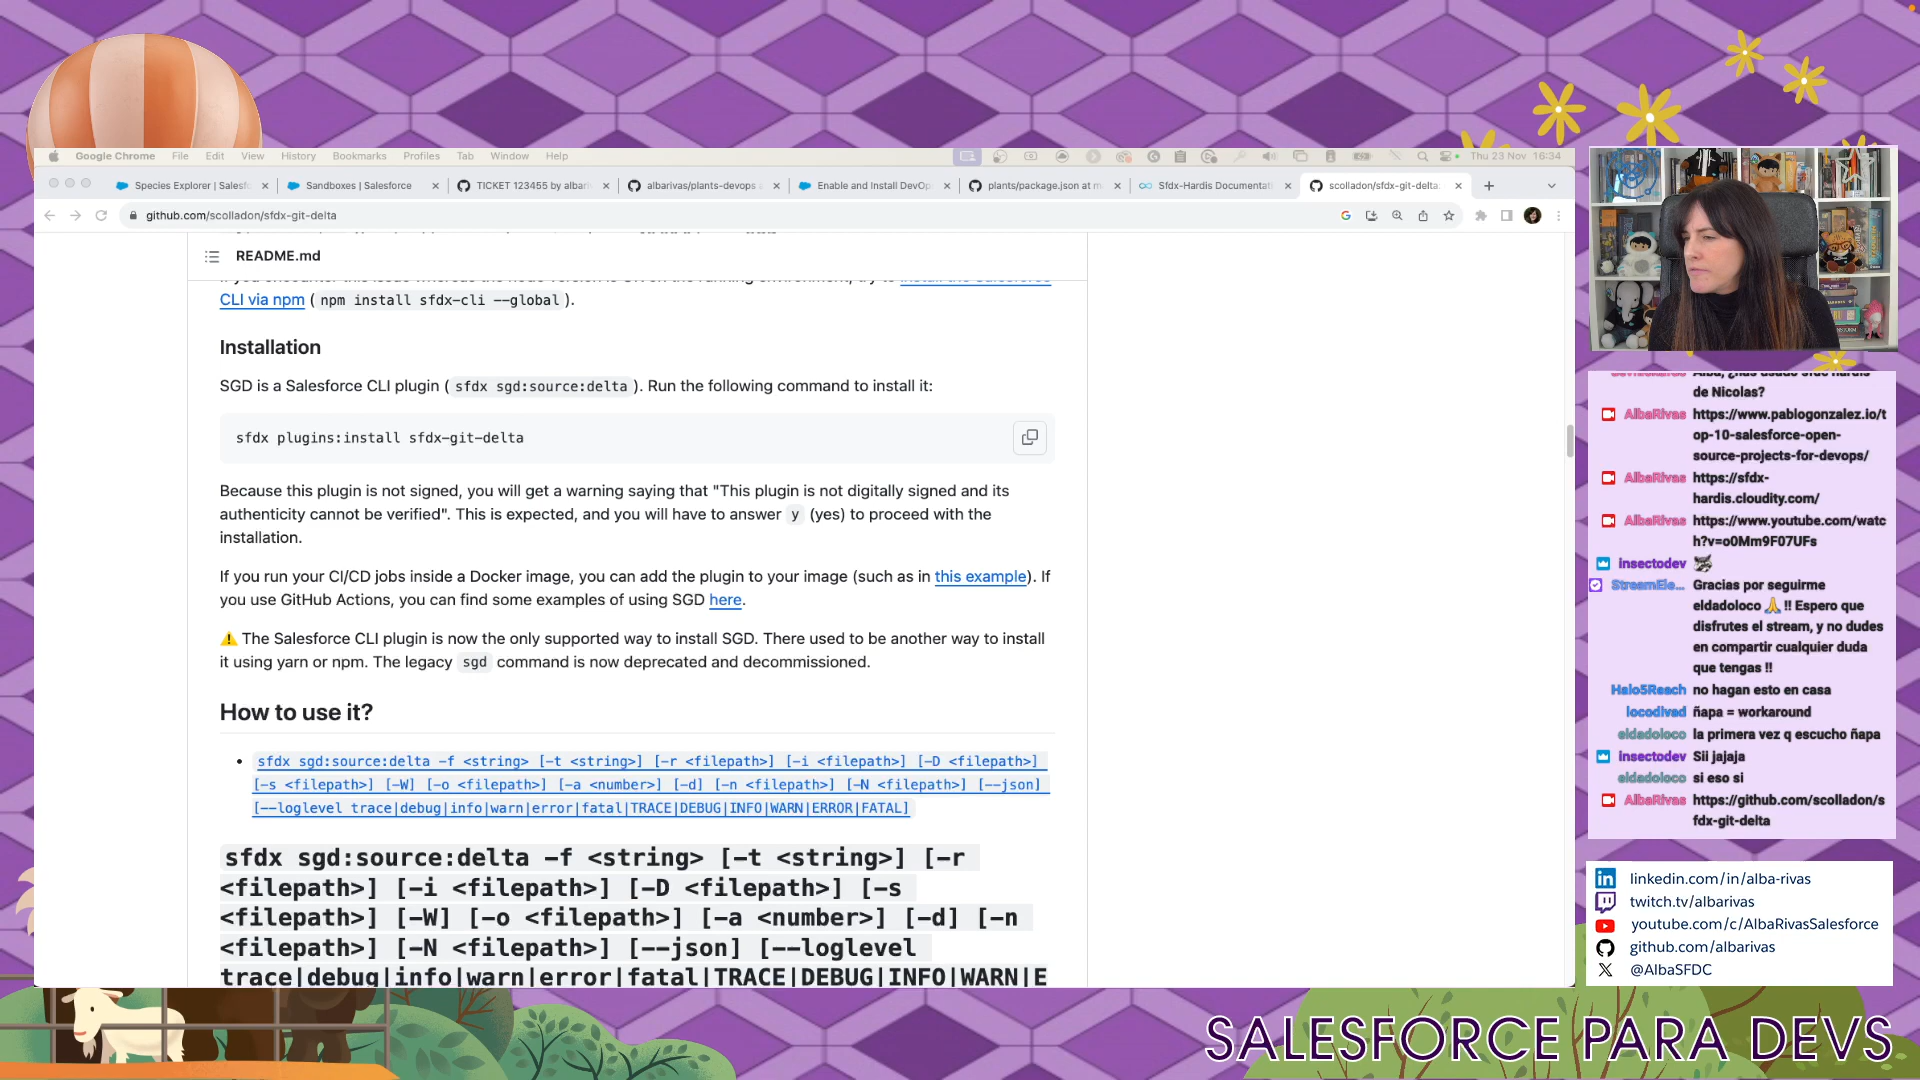 Google Chrome File Edit View History Bookmarks Profiles Tab Window Help
Thu 23 Nov 16:34
Species Explorer | Salesf
Sandboxes | Salesforce
TICKET 123455 by albari
albarivas/plants-devops
Enable and Install DevOp
plants/package.json at m
Sfdx-Hardis Documentat
scolladon/sfdx-git-delta
github.com/scolladon/sfdx-git-delta
README.md
CLI via npm ( npm install sfdx-cli --global ).
Installation
SGD is a Salesforce CLI plugin ( sfdx sgd:source:delta ). Run the following command to install it:
sfdx plugins:install sfdx-git-delta
Because this plugin is not signed, you will get a warning saying that "This plugin is not digitally signed and its
authenticity cannot be verified". This is expected, and you will have to answer y (yes) to proceed with the
installation.
If you run your CI/CD jobs inside a Docker image, you can add the plugin to your image (such as in this example). If
you use GitHub Actions, you can find some examples of using SGD here.
⚠️ The Salesforce CLI plugin is now the only supported way to install SGD. There used to be another way to install
it using yarn or npm. The legacy sgd command is now deprecated and decommissioned.
How to use it?
• sfdx sgd:source:delta -f <string> [-t <string>] [-r <filepath>] [-i <filepath>] [-D <filepath>]
[-s <filepath>] [-W] [-o <filepath>] [-a <number>] [-d] [-n <filepath>] [-N <filepath>] [--json]
[--loglevel trace|debug|info|warn|error|fatal|TRACE|DEBUG|INFO|WARN|ERROR|FATAL]
sfdx sgd:source:delta -f <string> [-t <string>] [-r
<filepath>] [-i <filepath>] [-D <filepath>] [-s
<filepath>] [-W] [-o <filepath>] [-a <number>] [-d] [-n
<filepath>] [-N <filepath>] [--json] [--loglevel
trace|debug|info|warn|error|fatal|TRACE|DEBUG|INFO|WARN|E
de Nicolas?
AlbaRivas https://www.pablogonzalez.io/t
op-10-salesforce-open-
source-projects-for-devops/
AlbaRivas https://sfdx-
hardis.cloudity.com/
AlbaRivas https://www.youtube.com/watc
h?v=o0Mm9F07UFs
insectodev
StreamEle... Gracias por seguirme
eldadoloco 🙏 !! Espero que
disfrutes el stream, y no dudes
en compartir cualquier duda
que tengas !!
Halo5Reach no hagan esto en casa
locodivad ñapa = workaround
eldadoloco la primera vez q escucho ñapa
insectodev Sii jajaja
eldadoloco si eso si
AlbaRivas https://github.com/scolladon/s
fdx-git-delta
linkedin.com/in/alba-rivas
twitch.tv/albarivas
youtube.com/c/AlbaRivasSalesforce
github.com/albarivas
@AlbaSFDC
SALESFORCE PARA DEVS